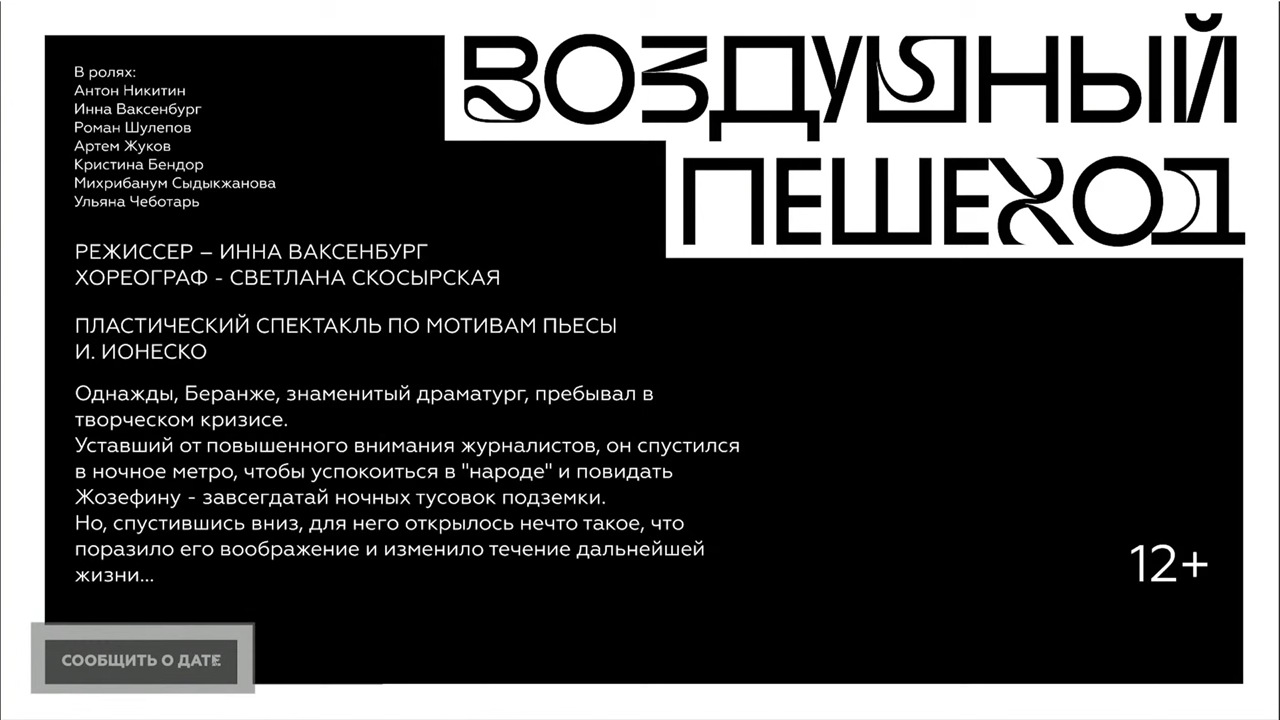 ВОЗДУШНЫЙ
ПЕШЕХОД
В ролях:
Антон Никитин
Инна Ваксенбург
Роман Шулепов
Артем Жуков
Кристина Бендор
Михрибанум Сыдыкжанова
Ульяна Чеботарь
РЕЖИССЕР – ИННА ВАКСЕНБУРГ
ХОРЕОГРАФ - СВЕТЛАНА СКОСЫРСКАЯ
ПЛАСТИЧЕСКИЙ СПЕКТАКЛЬ ПО МОТИВАМ ПЬЕСЫ
И. ИОНЕСКО
Однажды, Беранже, знаменитый драматург, пребывал в
творческом кризисе.
Уставший от повышенного внимания журналистов, он спустился
в ночное метро, чтобы успокоиться в "народе" и повидать
Жозефину - завсегдатай ночных тусовок подземки.
Но, спустившись вниз, для него открылось нечто такое, что
поразило его воображение и изменило течение дальнейшей
жизни...
12+
СООБЩИТЬ О ДАТЕ